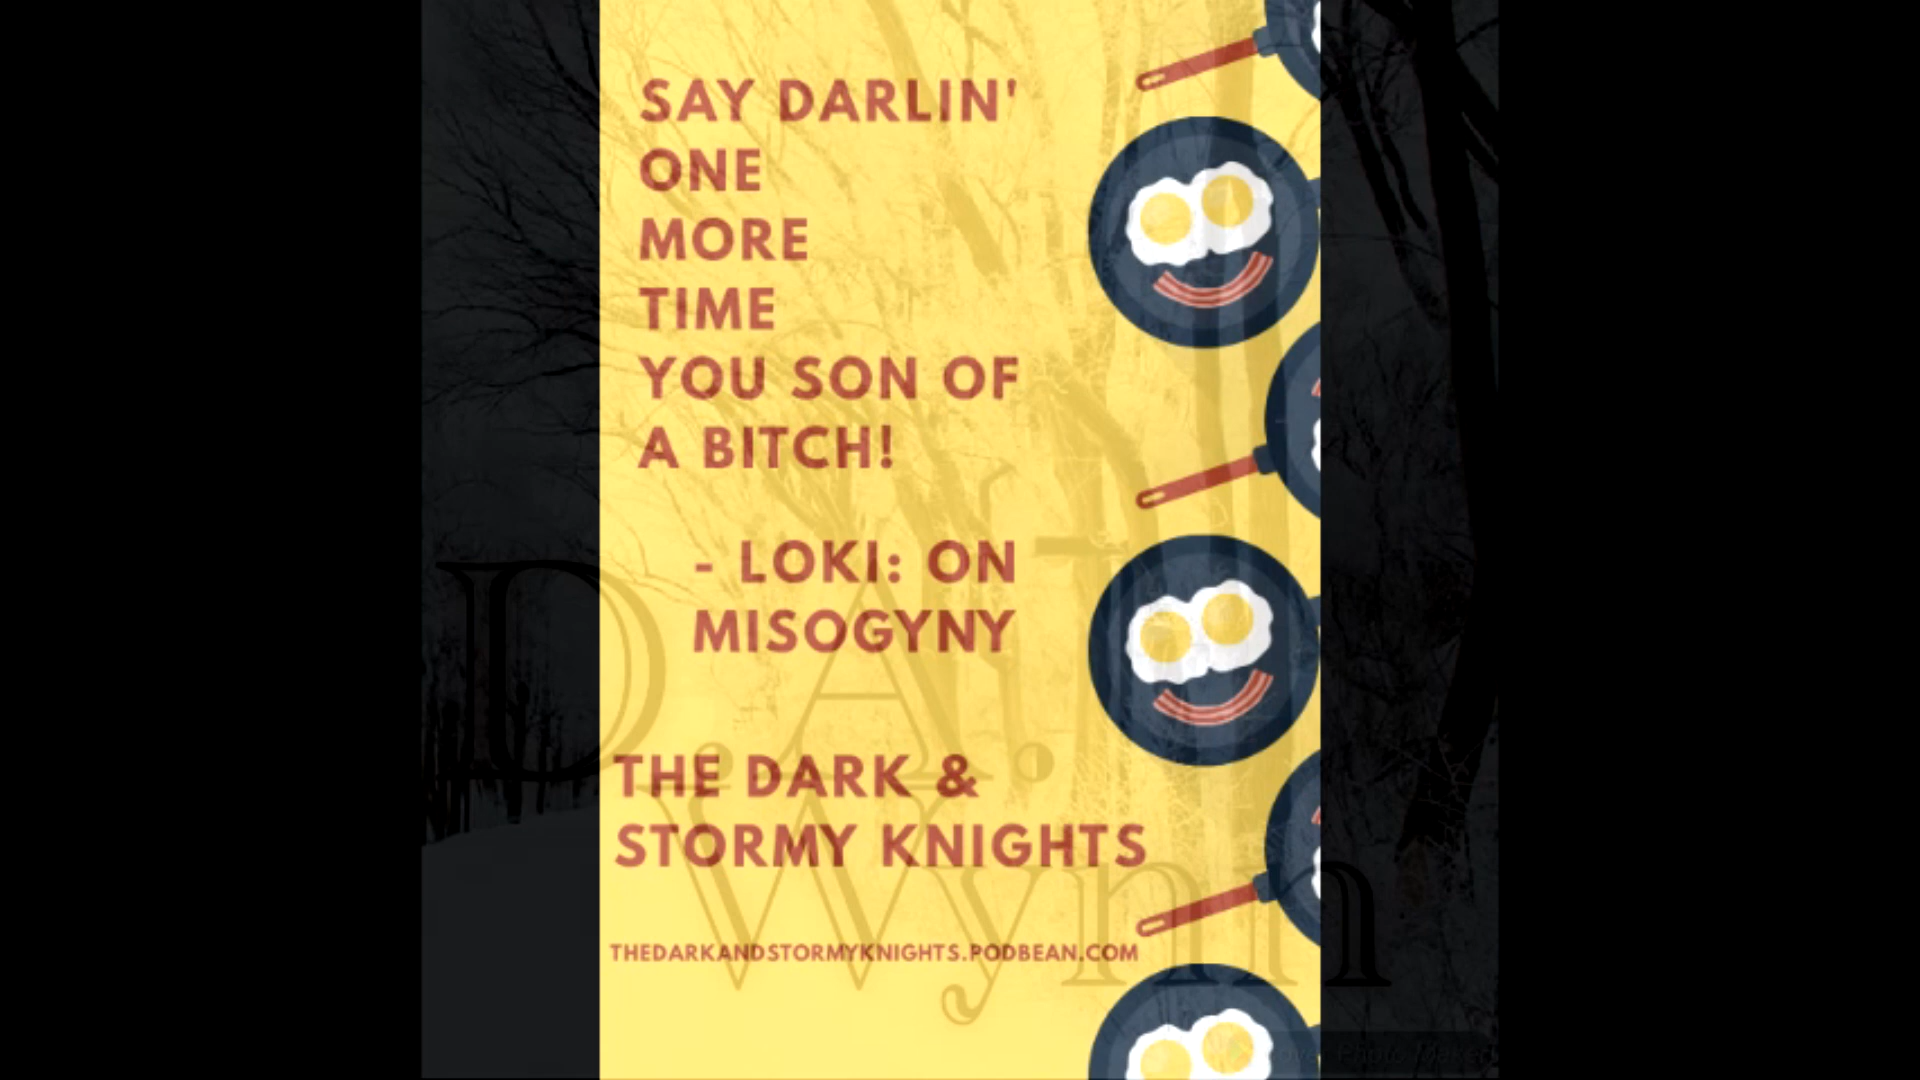 SAY DARLIN'
ONE
MORE
TIME
YOU SON OF
A BITCH!
- LOKI: ON
MISOGYNY
THE DARK &
STORMY KNIGHTS
THEDARKANDSTORMYKNIGHTS.PODBEAN.COM
D.A.
Wynn